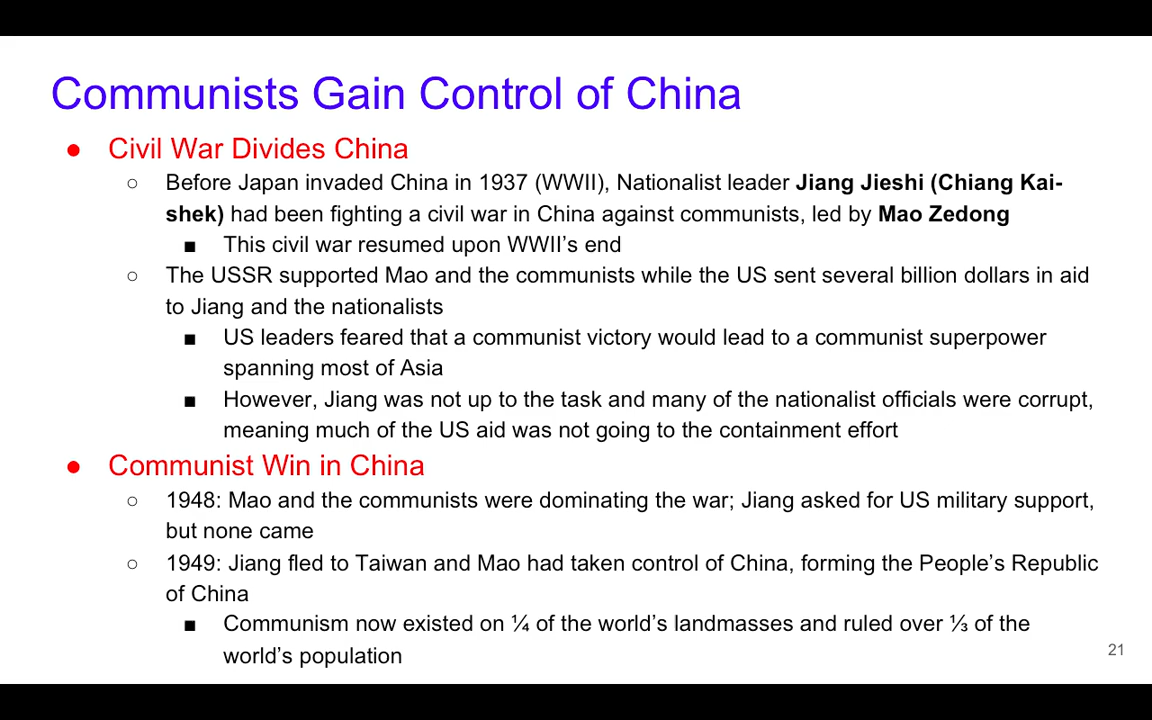 Communists Gain Control of China
● Civil War Divides China
○ Before Japan invaded China in 1937 (WWII), Nationalist leader Jiang Jieshi (Chiang Kai-
shek) had been fighting a civil war in China against communists, led by Mao Zedong
■ This civil war resumed upon WWII's end
○ The USSR supported Mao and the communists while the US sent several billion dollars in aid
to Jiang and the nationalists
■ US leaders feared that a communist victory would lead to a communist superpower
spanning most of Asia
■ However, Jiang was not up to the task and many of the nationalist officials were corrupt,
meaning much of the US aid was not going to the containment effort
● Communist Win in China
○ 1948: Mao and the communists were dominating the war; Jiang asked for US military support,
but none came
○ 1949: Jiang fled to Taiwan and Mao had taken control of China, forming the People's Republic
of China
■ Communism now existed on ¼ of the world's landmasses and ruled over ⅓ of the
world's population
21